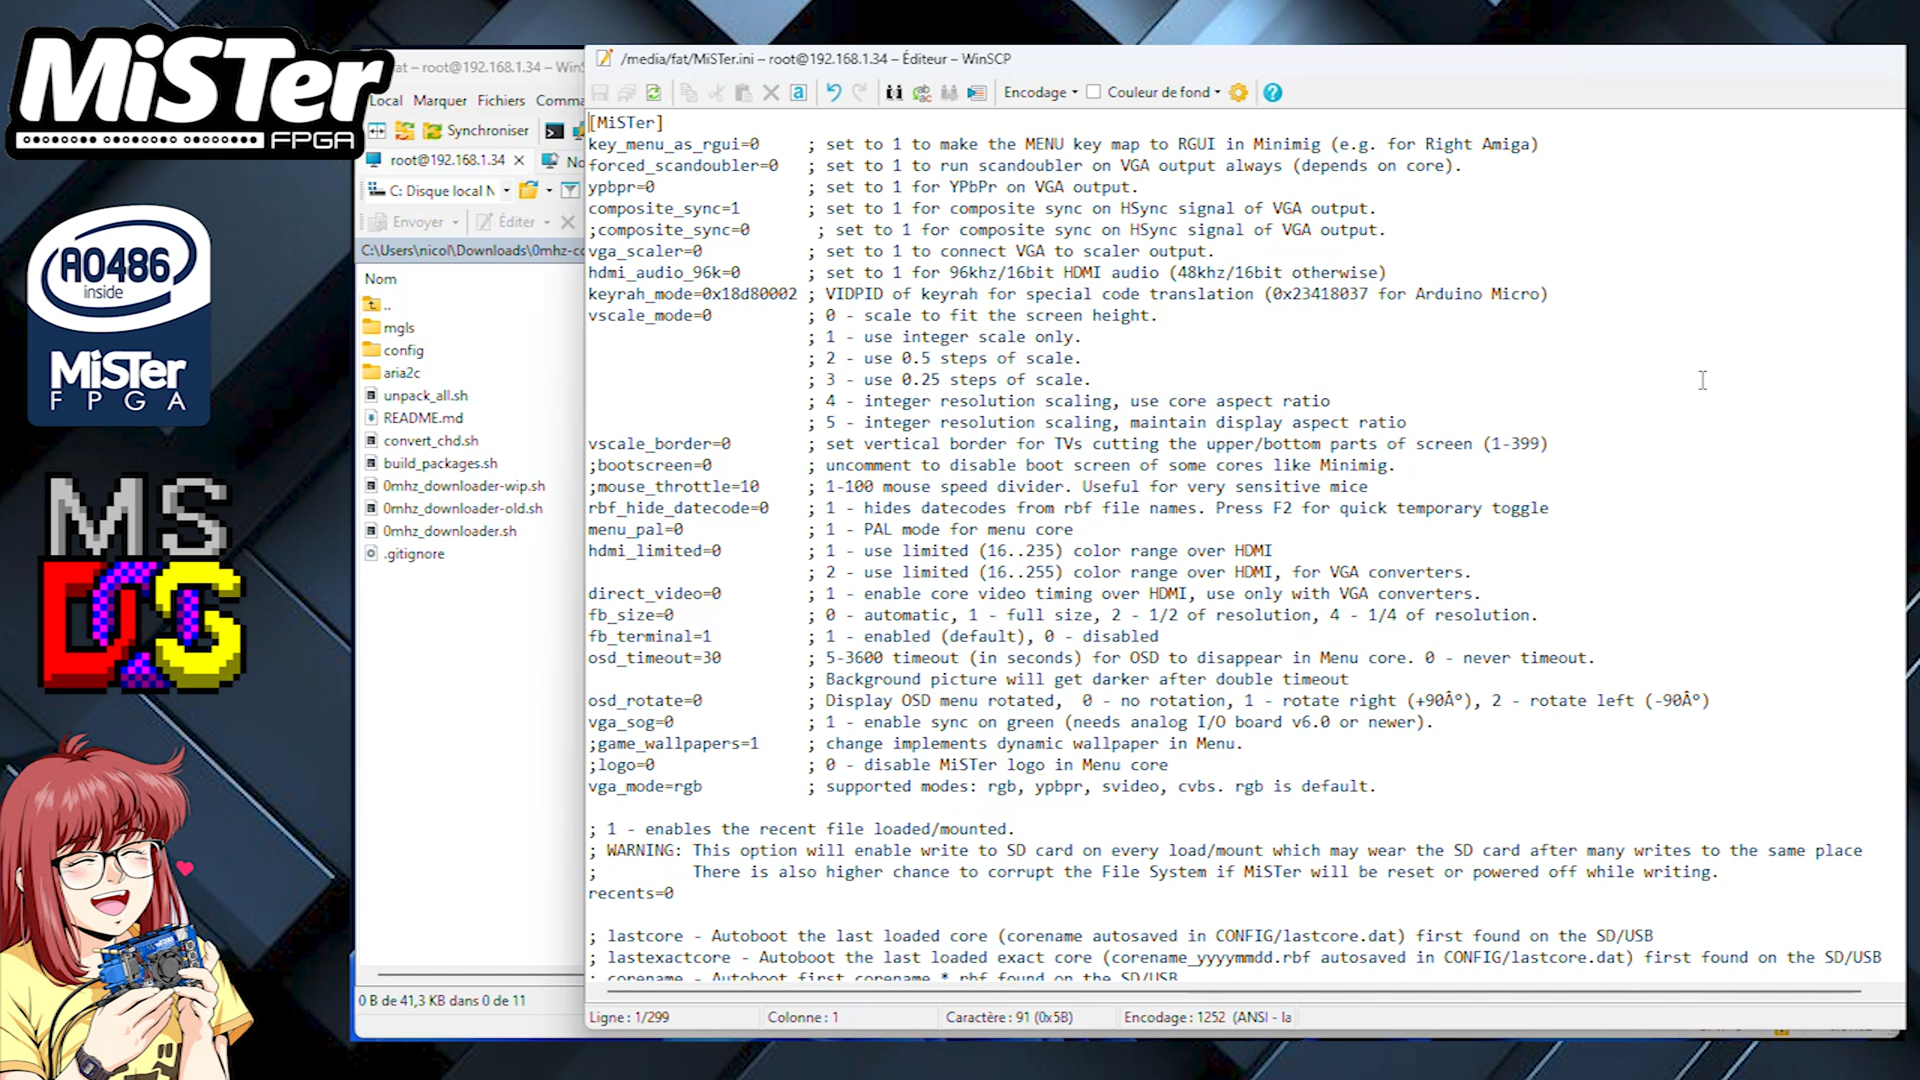 MiSTer
FPGA
AO486
inside
MiSTer
FPGA
MS
DOS
at – root@192.168.1.34 – Win
Local Marquer Fichiers Comma
Synchroniser
root@192.168.1.34
No
C: Disque local N
Envoyer Éditer
C:\Users\nicol\Downloads\0mhz-co
Nom
..
mgls
config
aria2c
unpack_all.sh
README.md
convert_chd.sh
build_packages.sh
0mhz_downloader-wip.sh
0mhz_downloader-old.sh
0mhz_downloader.sh
.gitignore
0 B de 41,3 KB dans 0 de 11
/media/fat/MiSTer.ini – root@192.168.1.34 – Éditeur – WinSCP
Encodage Couleur de fond
[MiSTer]
key_menu_as_rgui=0 ; set to 1 to make the MENU key map to RGUI in Minimig (e.g. for Right Amiga)
forced_scandoubler=0 ; set to 1 to run scandoubler on VGA output always (depends on core).
ypbpr=0 ; set to 1 for YPbPr on VGA output.
composite_sync=1 ; set to 1 for composite sync on HSync signal of VGA output.
;composite_sync=0 ; set to 1 for composite sync on HSync signal of VGA output.
vga_scaler=0 ; set to 1 to connect VGA to scaler output.
hdmi_audio_96k=0 ; set to 1 for 96khz/16bit HDMI audio (48khz/16bit otherwise)
keyrah_mode=0x18d80002 ; VIDPID of keyrah for special code translation (0x23418037 for Arduino Micro)
vscale_mode=0 ; 0 - scale to fit the screen height.
; 1 - use integer scale only.
; 2 - use 0.5 steps of scale.
; 3 - use 0.25 steps of scale.
; 4 - integer resolution scaling, use core aspect ratio
; 5 - integer resolution scaling, maintain display aspect ratio
vscale_border=0 ; set vertical border for TVs cutting the upper/bottom parts of screen (1-399)
;bootscreen=0 ; uncomment to disable boot screen of some cores like Minimig.
;mouse_throttle=10 ; 1-100 mouse speed divider. Useful for very sensitive mice
rbf_hide_datecode=0 ; 1 - hides datecodes from rbf file names. Press F2 for quick temporary toggle
menu_pal=0 ; 1 - PAL mode for menu core
hdmi_limited=0 ; 1 - use limited (16..235) color range over HDMI
; 2 - use limited (16..255) color range over HDMI, for VGA converters.
direct_video=0 ; 1 - enable core video timing over HDMI, use only with VGA converters.
fb_size=0 ; 0 - automatic, 1 - full size, 2 - 1/2 of resolution, 4 - 1/4 of resolution.
fb_terminal=1 ; 1 - enabled (default), 0 - disabled
osd_timeout=30 ; 5-3600 timeout (in seconds) for OSD to disappear in Menu core. 0 - never timeout.
; Background picture will get darker after double timeout
osd_rotate=0 ; Display OSD menu rotated, 0 - no rotation, 1 - rotate right (+90Â°), 2 - rotate left (-90Â°)
vga_sog=0 ; 1 - enable sync on green (needs analog I/O board v6.0 or newer).
;game_wallpapers=1 ; change implements dynamic wallpaper in Menu.
;logo=0 ; 0 - disable MiSTer logo in Menu core
vga_mode=rgb ; supported modes: rgb, ypbpr, svideo, cvbs. rgb is default.
; 1 - enables the recent file loaded/mounted.
; WARNING: This option will enable write to SD card on every load/mount which may wear the SD card after many writes to the same place
; There is also higher chance to corrupt the File System if MiSTer will be reset or powered off while writing.
recents=0
; lastcore - Autoboot the last loaded core (corename autosaved in CONFIG/lastcore.dat) first found on the SD/USB
; lastexactcore - Autoboot the last loaded exact core (corename_yyyymmdd.rbf autosaved in CONFIG/lastcore.dat) first found on the SD/USB
; corename - Autoboot first corename *.rbf found on the SD/USB
Ligne : 1/299 Colonne : 1 Caractère : 91 (0x5B) Encodage : 1252 (ANSI - la